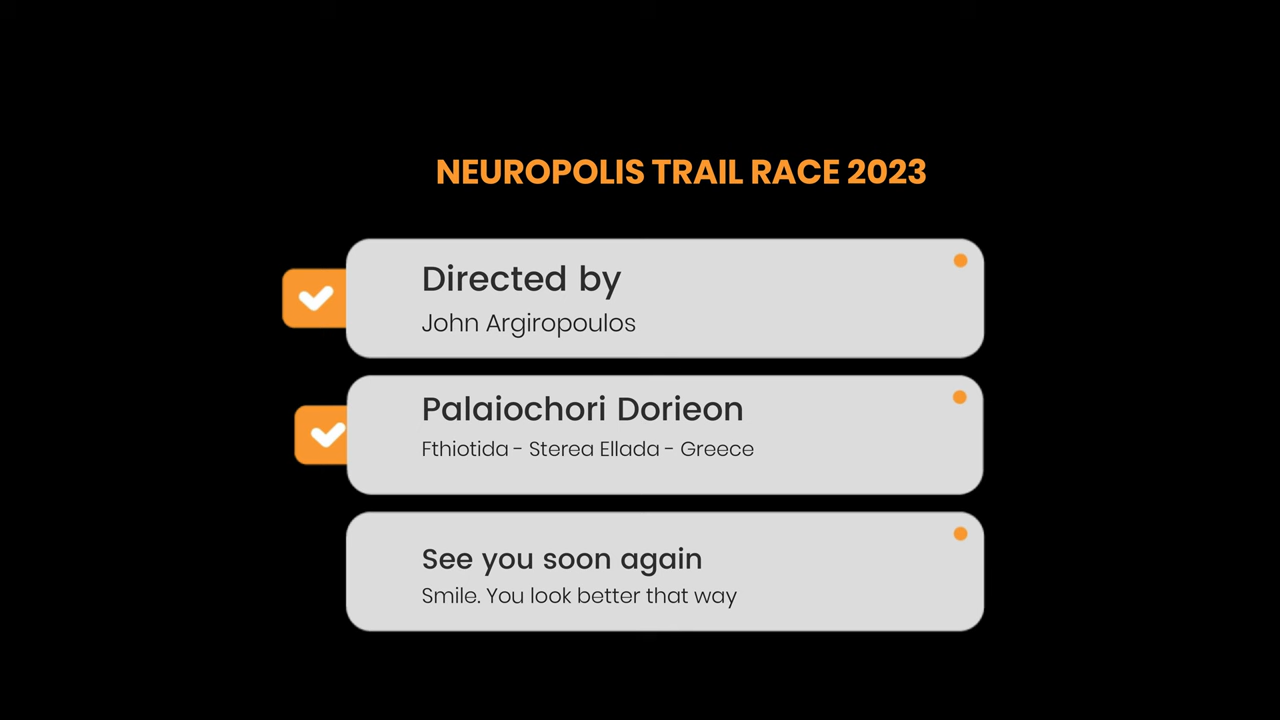 NEUROPOLIS TRAIL RACE 2023
Directed by
John Argiropoulos
Palaiochori Dorieon
Fthiotida - Sterea Ellada - Greece
See you soon again
Smile. You look better that way